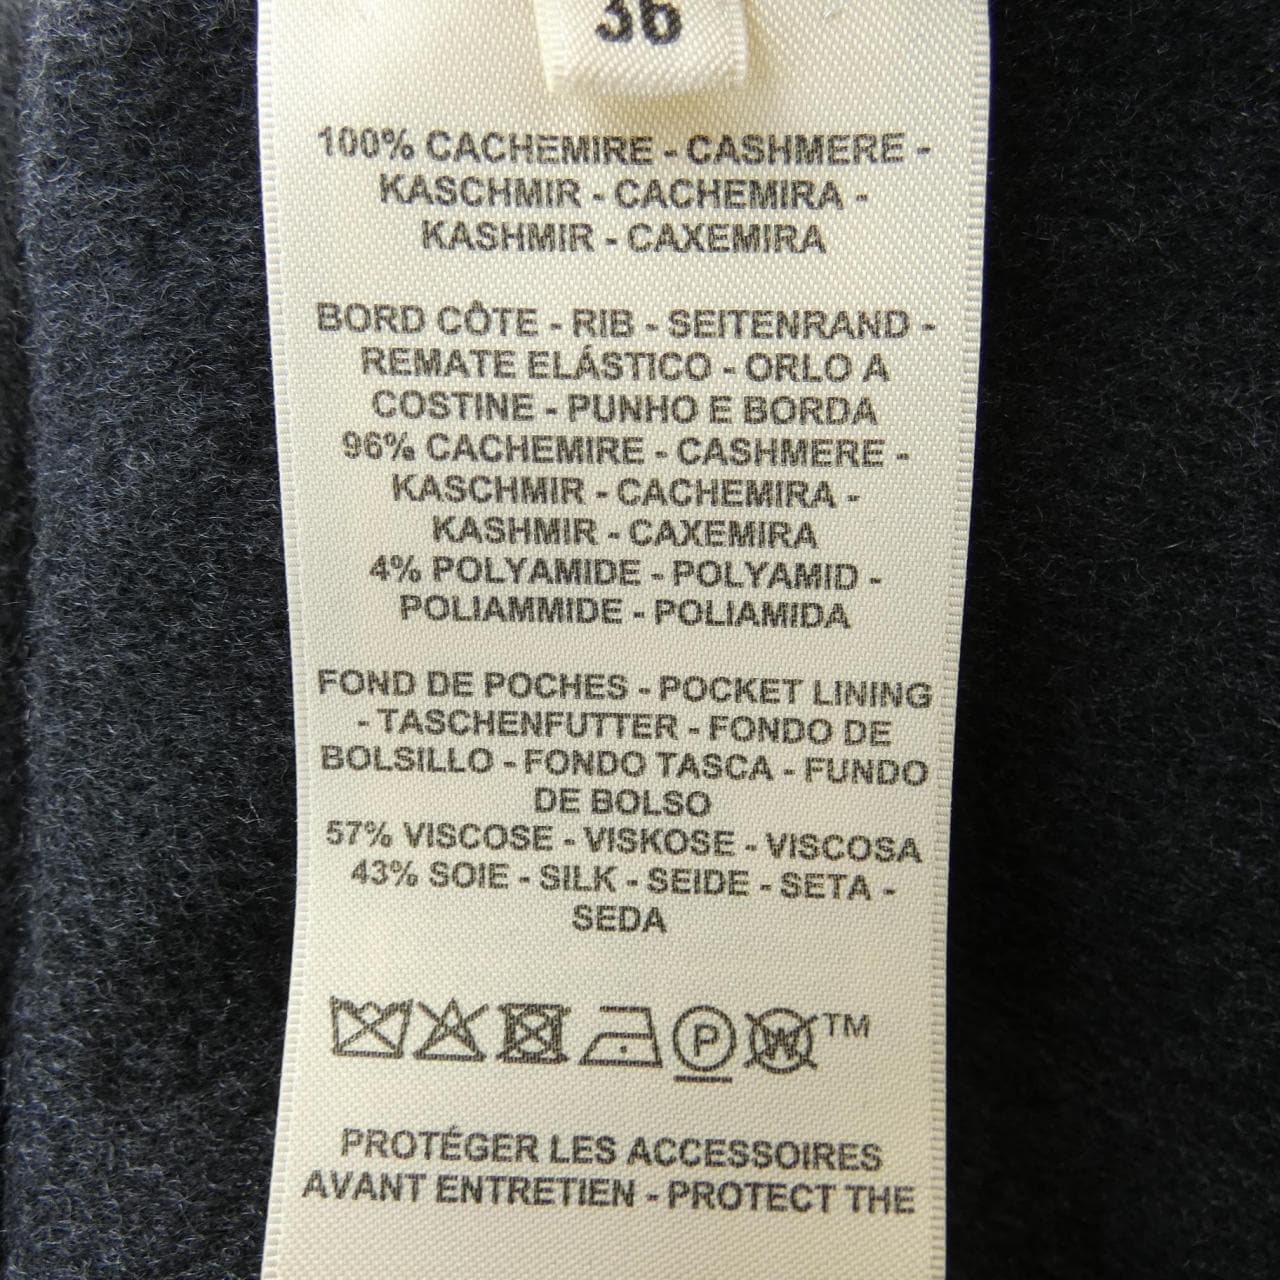 36
100% CACHEMIRE - CASHMERE -
KASCHMIR - CACHEMIRA -
KASHMIR - CAXEMIRA
BORD CÔTE - RIB - SEITENRAND -
REMATE ELÁSTICO - ORLO A
COSTINE - PUNHO E BORDA
96% CACHEMIRE - CASHMERE -
KASCHMIR - CACHEMIRA -
KASHMIR - CAXEMIRA
4% POLYAMIDE - POLYAMID -
POLIAMMIDE - POLIAMIDA
FOND DE POCHES - POCKET LINING
- TASCHENFUTTER - FONDO DE
BOLSILLO - FONDO TASCA - FUNDO
DE BOLSO
57% VISCOSE - VISKOSE - VISCOSA
43% SOIE - SILK - SEIDE - SETA -
SEDA
P W TM
PROTÉGER LES ACCESSOIRES
AVANT ENTRETIEN - PROTECT THE